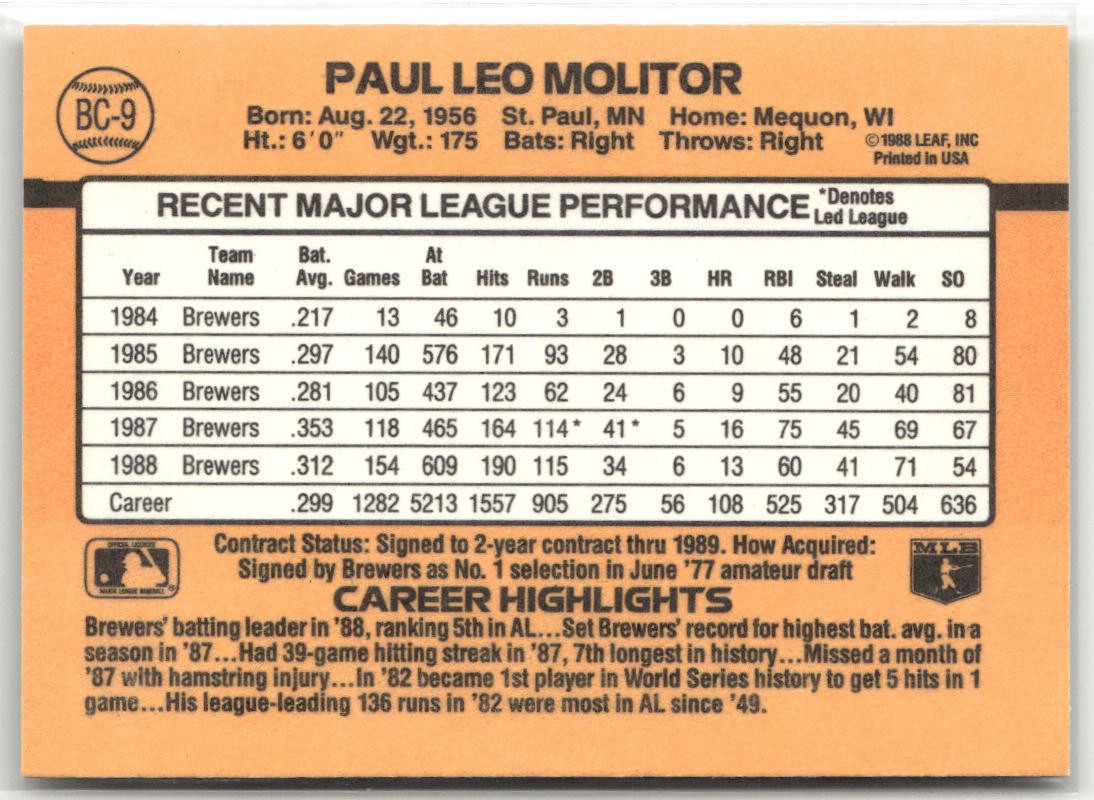 BC-9
PAUL LEO MOLITOR
Born: Aug. 22, 1956 St. Paul, MN Home: Mequon, WI
Ht.: 6'0" Wgt.: 175 Bats: Right Throws: Right
©1988 LEAF, INC
Printed in USA
RECENT MAJOR LEAGUE PERFORMANCE *Denotes Led League
Year Team Name Bat. Avg. Games At Bat Hits Runs 2B 3B HR RBI Steal Walk SO
1984 Brewers .217 13 46 10 3 1 0 0 6 1 2 8
1985 Brewers .297 140 576 171 93 28 3 10 48 21 54 80
1986 Brewers .281 105 437 123 62 24 6 9 55 20 40 81
1987 Brewers .353 118 465 164 114* 41* 5 16 75 45 69 67
1988 Brewers .312 154 609 190 115 34 6 13 60 41 71 54
Career .299 1282 5213 1557 905 275 56 108 525 317 504 636
OFFICIAL LICENSEE
MAJOR LEAGUE BASEBALL
®
Contract Status: Signed to 2-year contract thru 1989. How Acquired:
Signed by Brewers as No. 1 selection in June '77 amateur draft
MLB
CAREER HIGHLIGHTS
Brewers' batting leader in '88, ranking 5th in AL...Set Brewers' record for highest bat. avg. in a
season in '87...Had 39-game hitting streak in '87, 7th longest in history...Missed a month of
'87 with hamstring injury...In '82 became 1st player in World Series history to get 5 hits in 1
game...His league-leading 136 runs in '82 were most in AL since '49.